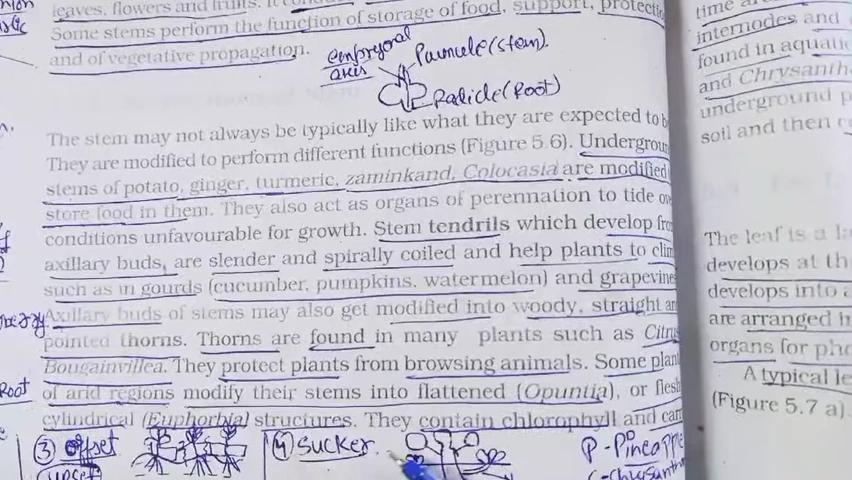 leaves, flowers and fruits. It
Some stems perform the function of storage of food, support, protectio
and of vegetative propagation.
embryonal
axis
Plumule (stem).
Radicle (Root)
The stem may not always be typically like what they are expected to b
They are modified to perform different functions (Figure 5.6). Undergroun
stems of potato, ginger, turmeric, zaminkand, Colocasia are modified
store food in them. They also act as organs of perennation to tide ove
conditions unfavourable for growth. Stem tendrils which develop from
axillary buds, are slender and spirally coiled and help plants to clim
such as in gourds (cucumber, pumpkins, watermelon) and grapevines
Axillary buds of stems may also get modified into woody, straight an
pointed thorns. Thorns are found in many plants such as Citrus
Bougainvillea. They protect plants from browsing animals. Some plan
of arid regions modify their stems into flattened (Opuntia), or flesh
cylindrical (Euphorbia) structures. They contain chlorophyll and carr
Root
③ offset
④ Sucker.
P - Pineapple
time
internodes and
found in aquatic
and Chrysanth
underground p
soil and then c
The leaf is a la
develops at th
develops into a
are arranged i
organs for pho
A typical le
(Figure 5.7 a).